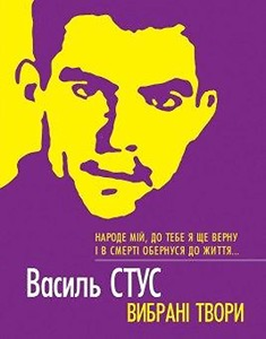 НАРОДЕ МІЙ, ДО ТЕБЕ Я ЩЕ ВЕРНУ
І В СМЕРТІ ОБЕРНУСЯ ДО ЖИТТЯ...
Василь СТУС
ВИБРАНІ ТВОРИ